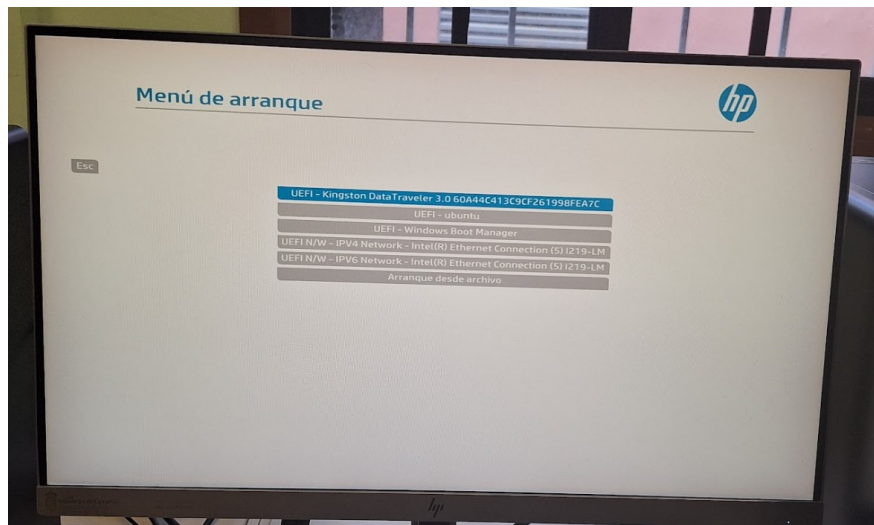 Menú de arranque
hp
Esc
UEFI - Kingston DataTraveler 3.0 60A44C413C9CF261998FEA7C
UEFI - ubuntu
UEFI - Windows Boot Manager
UEFI N/W - IPV4 Network - Intel(R) Ethernet Connection (5) I219-LM
UEFI N/W - IPV6 Network - Intel(R) Ethernet Connection (5) I219-LM
Arranque desde archivo
hp